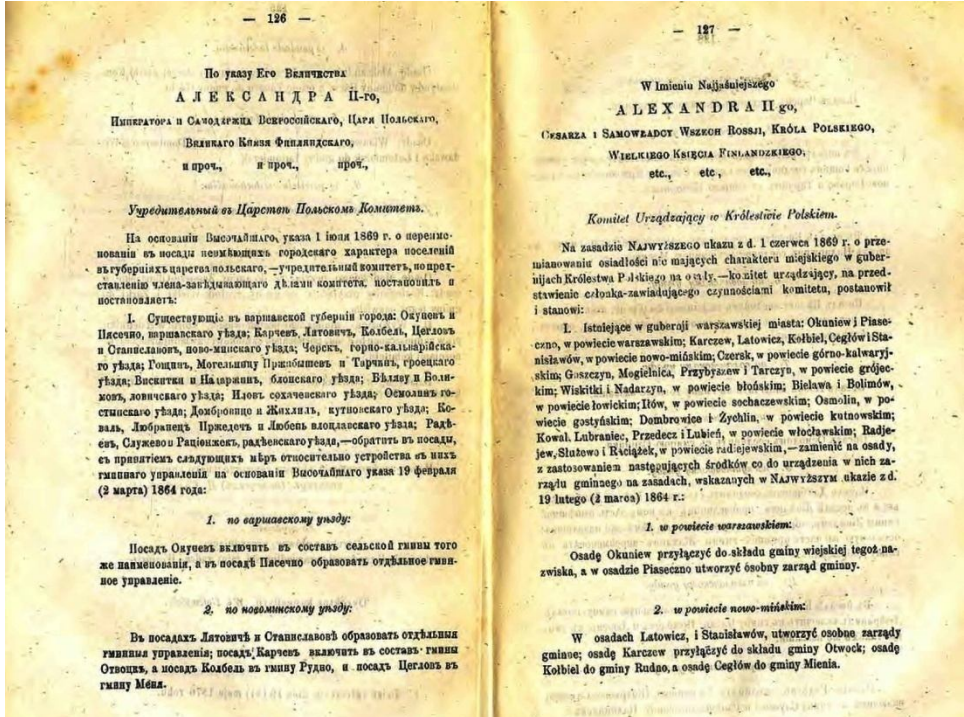 — 126 —
По указу Его Величества
АЛЕКСАНДРА II-го,
Императора и Самодержца Всероссійскаго, Царя Польскаго,
Великаго Князя Финляндскаго,
и проч., и проч., проч.,
Учредительный въ Царствѣ Польскомъ Комитетъ.
На основаніи Высочайшаго, указа 1 іюня 1869 г. о переиме-
нованіи въ посады неимѣющихъ городскаго характера поселеній
въ губерніяхъ царства польскаго,—учредительный комитетъ, по пред-
ставленію члена-завѣдывающаго дѣлами комитета, постановилъ и
постановляетъ:
I. Существующіе въ варшавской губерніи города: Окуневъ и
Пясечно, варшавскаго уѣзда; Карчевъ, Лятовичъ, Колбель, Цегловъ
и Станиславовъ, ново-минскаго уѣзда; Черскъ, горно-кальварійска-
го уѣзда; Гощинъ, Могельницу Пржибышевъ и Тарчинъ, гроецкаго
уѣзда; Вискитки и Надаржинъ, блонскаго уѣзда; Бѣляву и Боли-
мовъ, ловичскаго уѣзда; Иловъ сохачевскаго уѣзда; Осмолинъ го-
стынскаго уѣзда; Домбровице и Жихлинъ, кутновскаго уѣзда; Ко-
валь, Любранецъ Пржедечъ и Любень влоцлавскаго уѣзда; Радѣ-
евъ, Служево и Раціонжекъ, радѣевскаго уѣзда,—обратить въ посады,
съ принятіемъ слѣдующихъ мѣръ относительно устройства въ нихъ
гминнаго управленія на основаніи Высочайшаго указа 19 февраля
(2 марта) 1864 года:
1. по варшавскому уѣзду:
Посадъ Окуневъ включить въ составъ сельской гмины того
же наименованія, а въ посадѣ Пясечно образовать отдѣльное гмин-
ное управленіе.
2. по новоминскому уѣзду:
Въ посадахъ Лятовичѣ и Станиславовѣ образовать отдѣльныя
гминныя управленія; посадъ Карчевъ включить въ составъ гмины
Отвоцкъ, а посадъ Колбель въ гмину Рудно, и посадъ Цегловъ въ
гмину Меня.
— 127 —
W Imieniu Najjaśniejszego
ALEXANDRA II go,
Cesarza i Samowładcy Wszech Rossji, Króla Polskiego,
Wielkiego Księcia Finlandzkiego,
etc., etc., etc.,
Komitet Urządzający w Królestwie Polskiem.
Na zasadzie Najwyższego ukazu z d. 1 czerwca 1869 r. o prze-
mianowaniu osiadłości nie mających charakteru miejskiego w guber-
nijach Królestwa Polskiego na osady,—komitet urządzający, na przed-
stawienie członka-zawiadującego czynnościami komitetu, postanowił
i stanowi:
I. Istniejące w gubernji warszawskiej miasta: Okuniew i Piase-
czno, w powiecie warszawskim; Karczew, Latowicz, Kołbiel, Cegłów i Sta-
nisławów, w powiecie nowo-mińskim; Czersk, w powiecie górno-kalwaryj-
skim; Goszczyn, Mogielnica, Przybyszew i Tarczyn, w powiecie grójec-
kim; Wiskitki i Nadarzyn, w powiecie błońskim; Bielawa i Bolimów,
w powiecie łowickim; Iłów, w powiecie sochaczewskim; Osmolin, w po-
wiecie gostyńskim; Dombrowice i Żychlin, w powiecie kutnowskim;
Kowal, Lubraniec, Przedecz i Lubień, w powiecie włocławskim; Radje-
jew, Służewo i Raciążek, w powiecie radiejewskim,—zamienić na osady,
z zastosowaniem następujących środków co do urządzenia w nich za-
rządu gminnego na zasadach, wskazanych w Najwyższym ukazie z d.
19 lutego (2 marca) 1864 r.:
1. w powiecie warszawskiem:
Osadę Okuniew przyłączyć do składu gminy wiejskiej tegoż na-
zwiska, a w osadzie Piaseczno utworzyć osobny zarząd gminny.
2. w powiecie nowo-mińskim:
W osadach Latowicz, i Stanisławów, utworzyć osobne zarządy
gminne; osadę Karczew przyłączyć do składu gminy Otwock; osadę
Kołbiel do gminy Rudno, a osadę Cegłów do gminy Mienia.